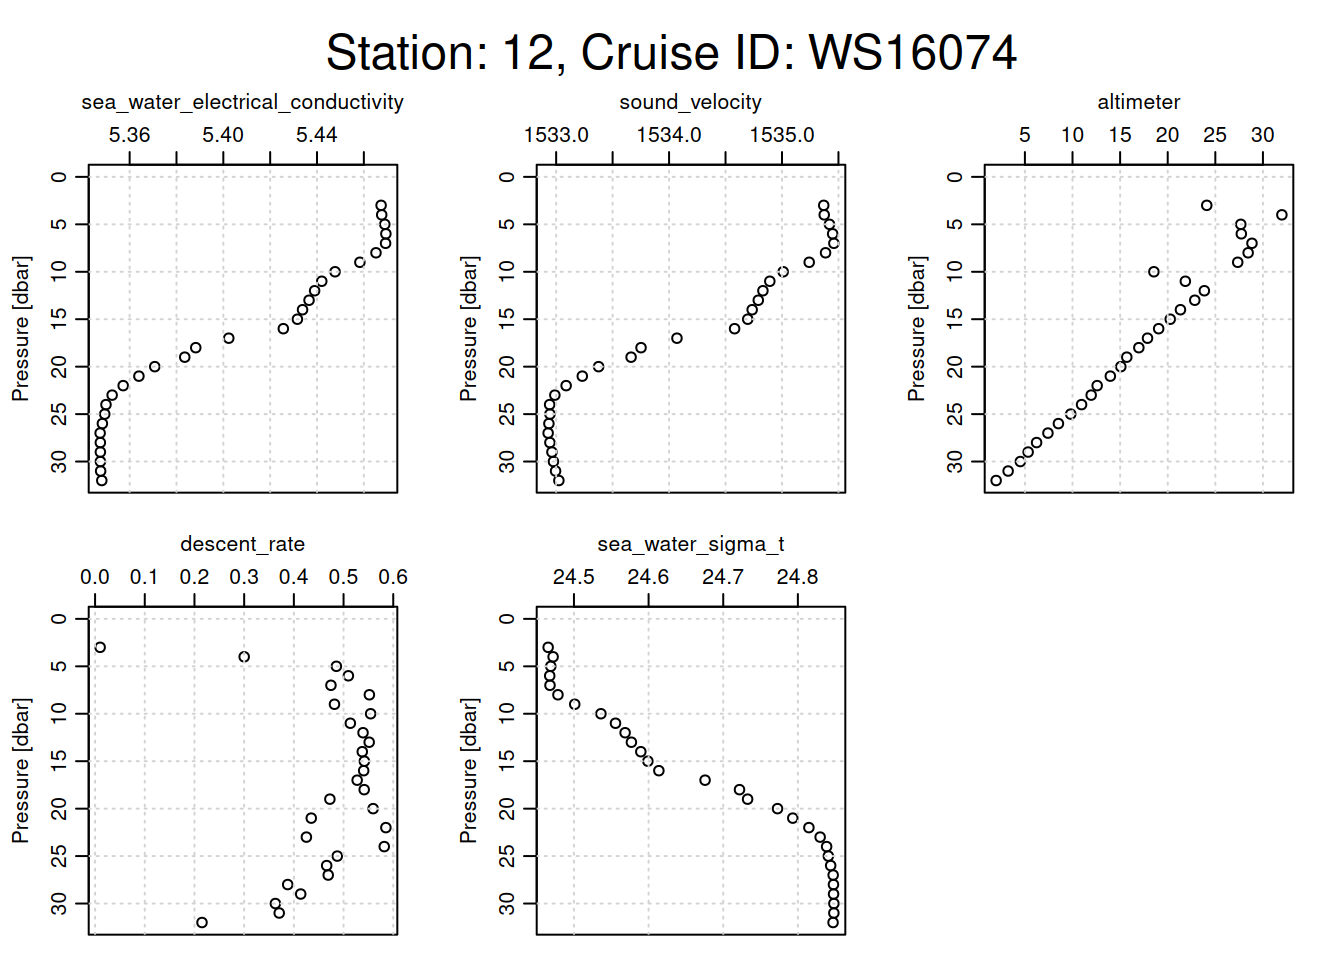 Station: 12, Cruise ID: WS16074
sea_water_electrical_conductivity
5.36 5.40 5.44
Pressure [dbar]
0 5 10 15 20 25 30
sound_velocity
1533.0 1534.0 1535.0
Pressure [dbar]
0 5 10 15 20 25 30
altimeter
5 10 15 20 25 30
Pressure [dbar]
0 5 10 15 20 25 30
descent_rate
0.0 0.1 0.2 0.3 0.4 0.5 0.6
Pressure [dbar]
0 5 10 15 20 25 30
sea_water_sigma_t
24.5 24.6 24.7 24.8
Pressure [dbar]
0 5 10 15 20 25 30